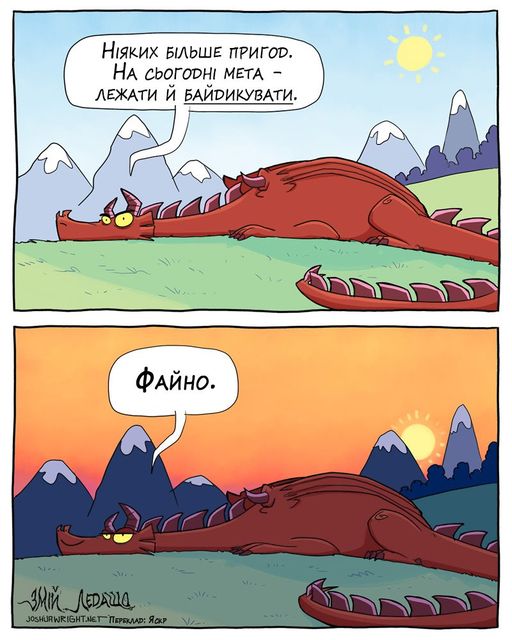 Ніяких більше пригод.
На сьогодні мета –
лежати й байдикувати.
Файно.
Змій Ледащо
JOSHUAWRIGHT.NET Переклад: Яскр